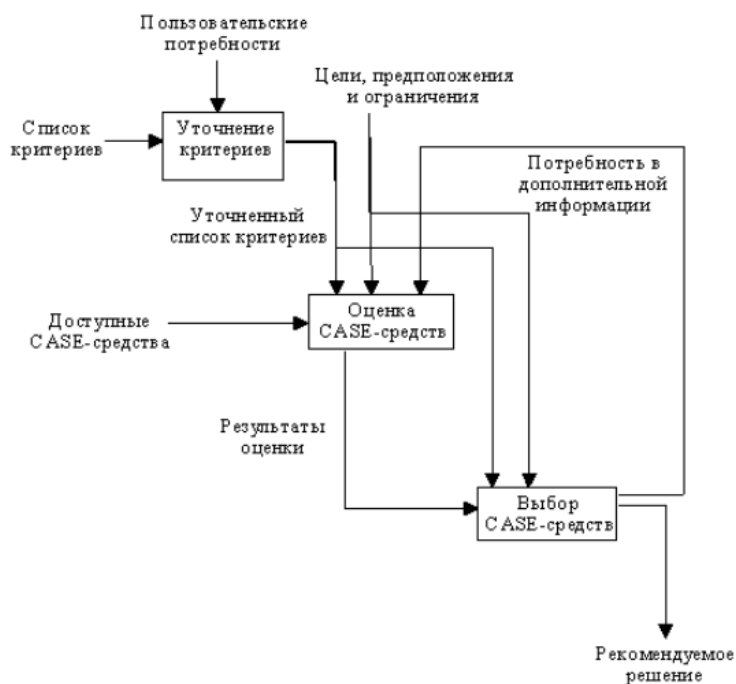 Пользовательские
потребности
Цели, предположения
и ограничения
Список
критериев
Уточнение
критериев
Потребность в
дополнительной
информации
Уточненный
список критериев
Доступные
CASE-средства
Оценка
CASE-средств
Результаты
оценки
Выбор
CASE-средств
Рекомендуемое
решение